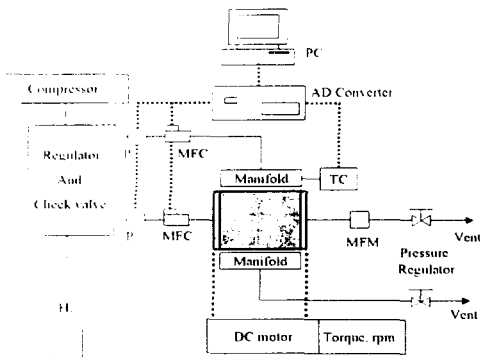 PC
AD Converter
Compressor
P
MFC
Regulator
And
Check valve
Manifold
TC
P
MFC
MFM
Vent
Pressure
Regulator
Manifold
H
Vent
DC motor
Torque, rpm